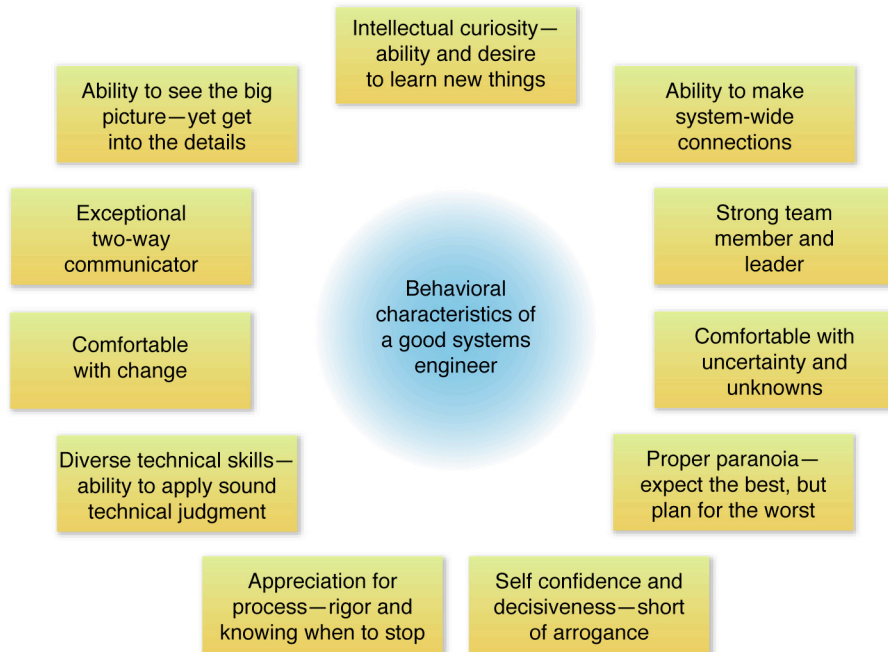 Intellectual curiosity—
ability and desire
to learn new things
Ability to see the big
picture—yet get
into the details
Ability to make
system-wide
connections
Exceptional
two-way
communicator
Strong team
member and
leader
Behavioral
characteristics of
a good systems
engineer
Comfortable
with change
Comfortable with
uncertainty and
unknowns
Diverse technical skills—
ability to apply sound
technical judgment
Proper paranoia—
expect the best, but
plan for the worst
Appreciation for
process—rigor and
knowing when to stop
Self confidence and
decisiveness—short
of arrogance